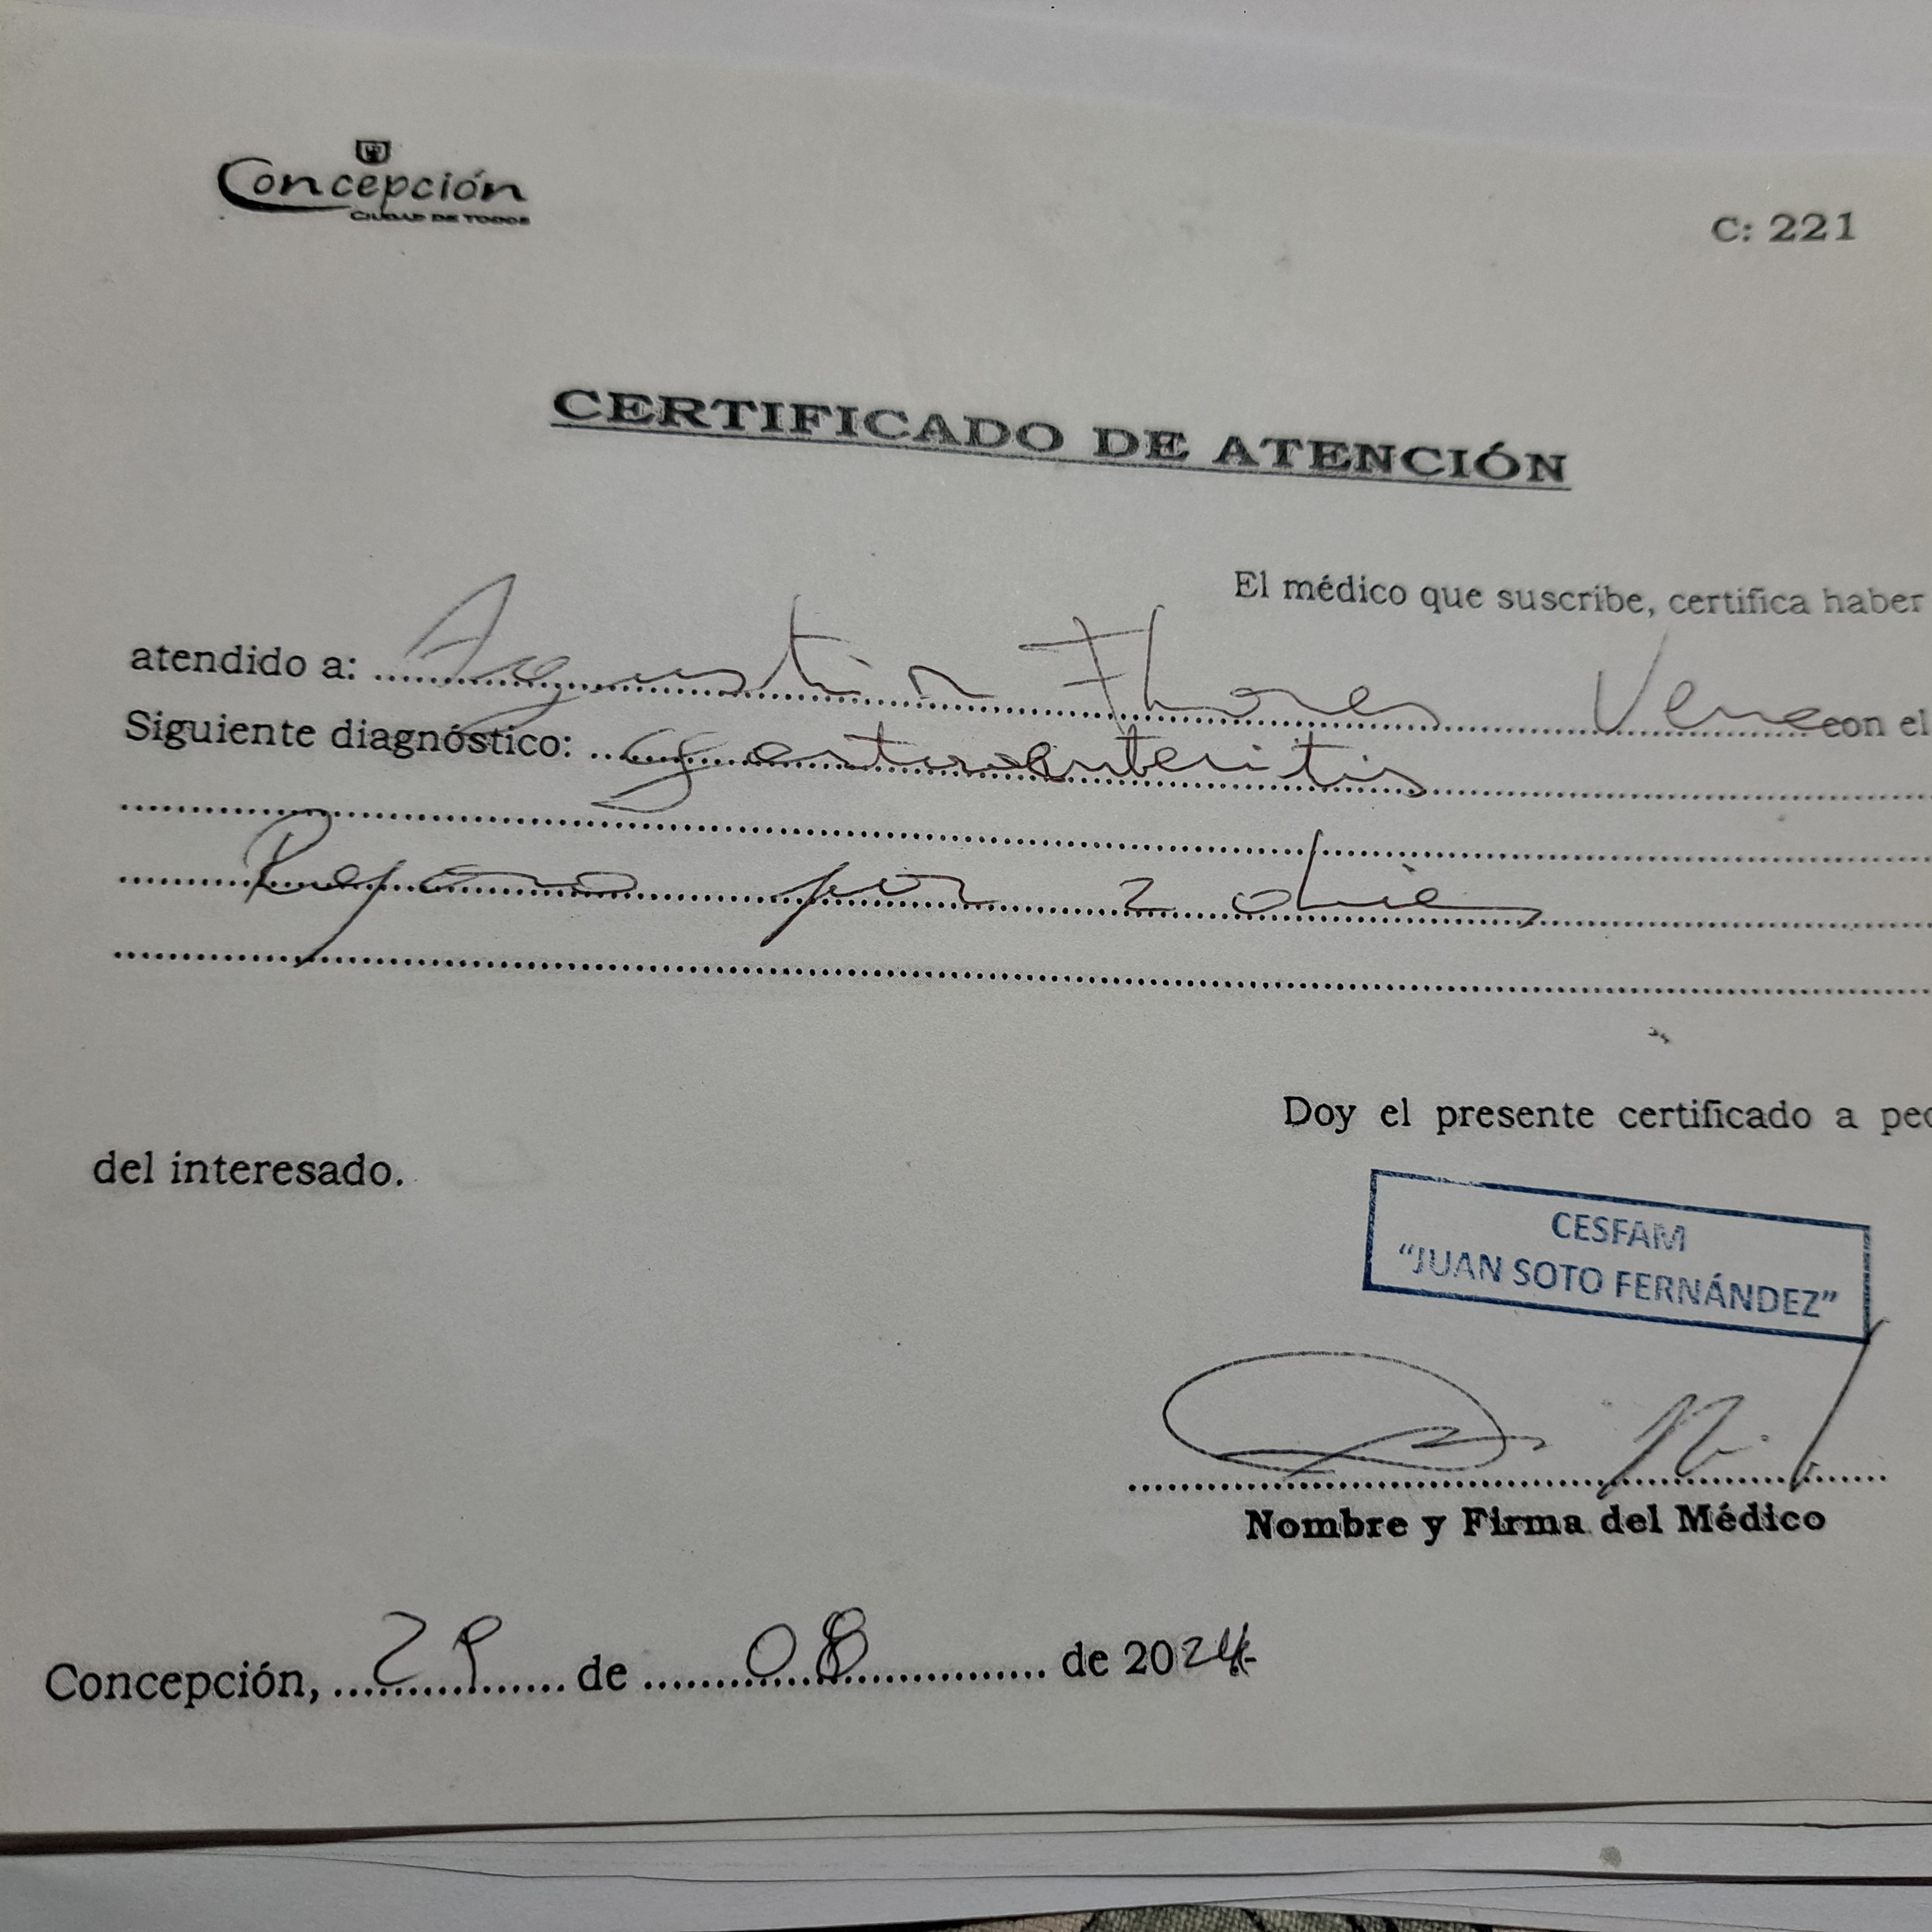 Concepción
CIUDAD DE TODOS
C: 221
CERTIFICADO DE ATENCIÓN
El médico que suscribe, certifica haber
atendido a: Agustin Flores con el
Siguiente diagnóstico: gastroenteritis
Reposo por 2 dias
Doy el presente certificado a ped
del interesado.
CESFAM
"JUAN SOTO FERNÁNDEZ"
Nombre y Firma del Médico
Concepción, 29 de 08 de 2024